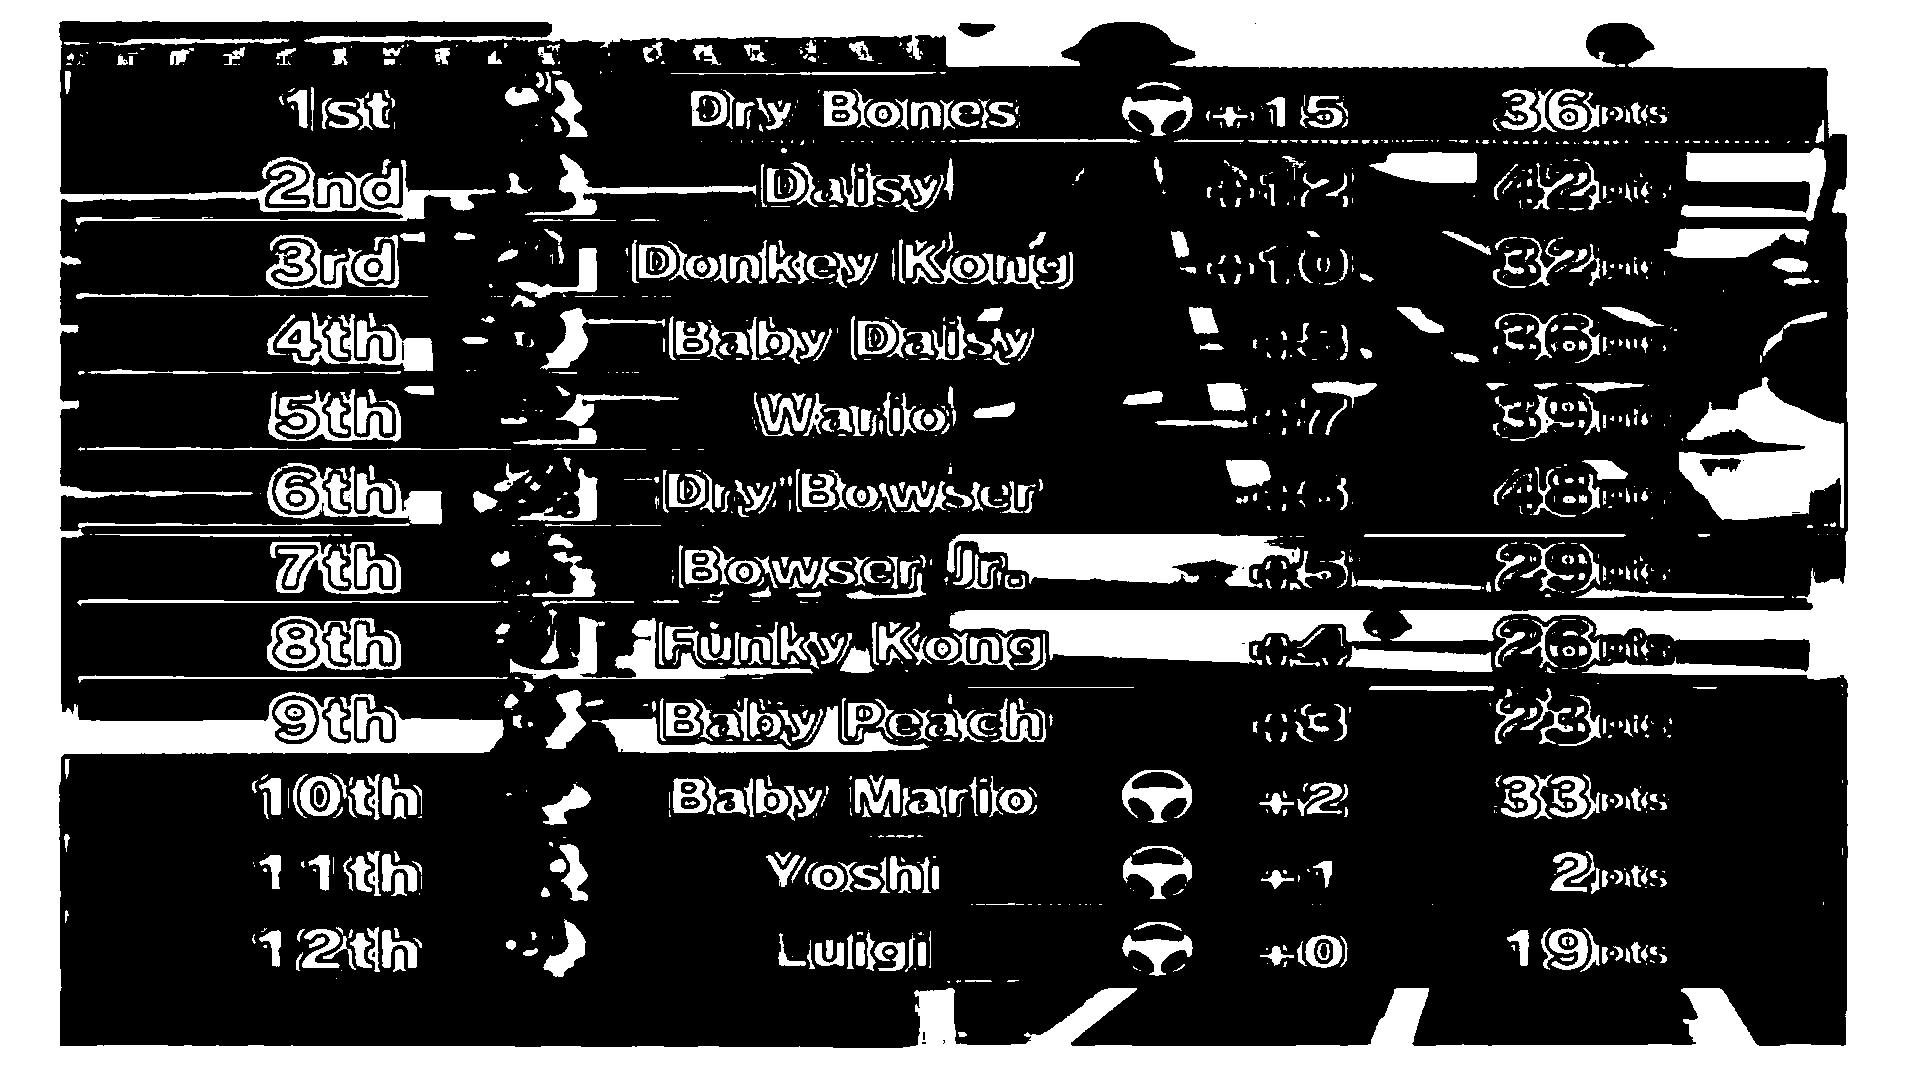 1st Dry Bones +15 36pts
2nd Daisy +12 42pts
3rd Donkey Kong +10 32pts
4th Baby Daisy +8 36pts
5th Wario +7 39pts
6th Dry Bowser +6 48pts
7th Bowser Jr. +5 29pts
8th Funky Kong +4 26pts
9th Baby Peach +3 23pts
10th Baby Mario +2 33pts
11th Yoshi +1 2pts
12th Luigi +0 19pts